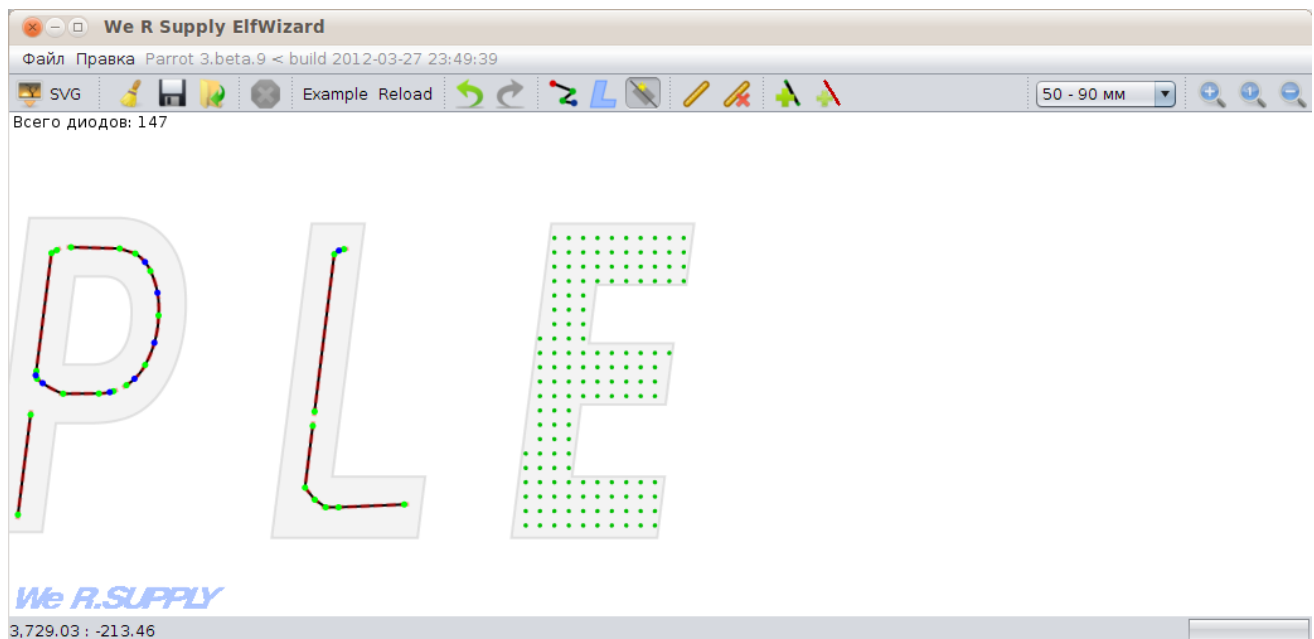 We R Supply ElfWizard
Файл Правка Parrot 3.beta.9 < build 2012-03-27 23:49:39
SVG Example Reload 50 - 90 мм
Всего диодов: 147
P L E
We R.SUPPLY
3,729.03 : -213.46